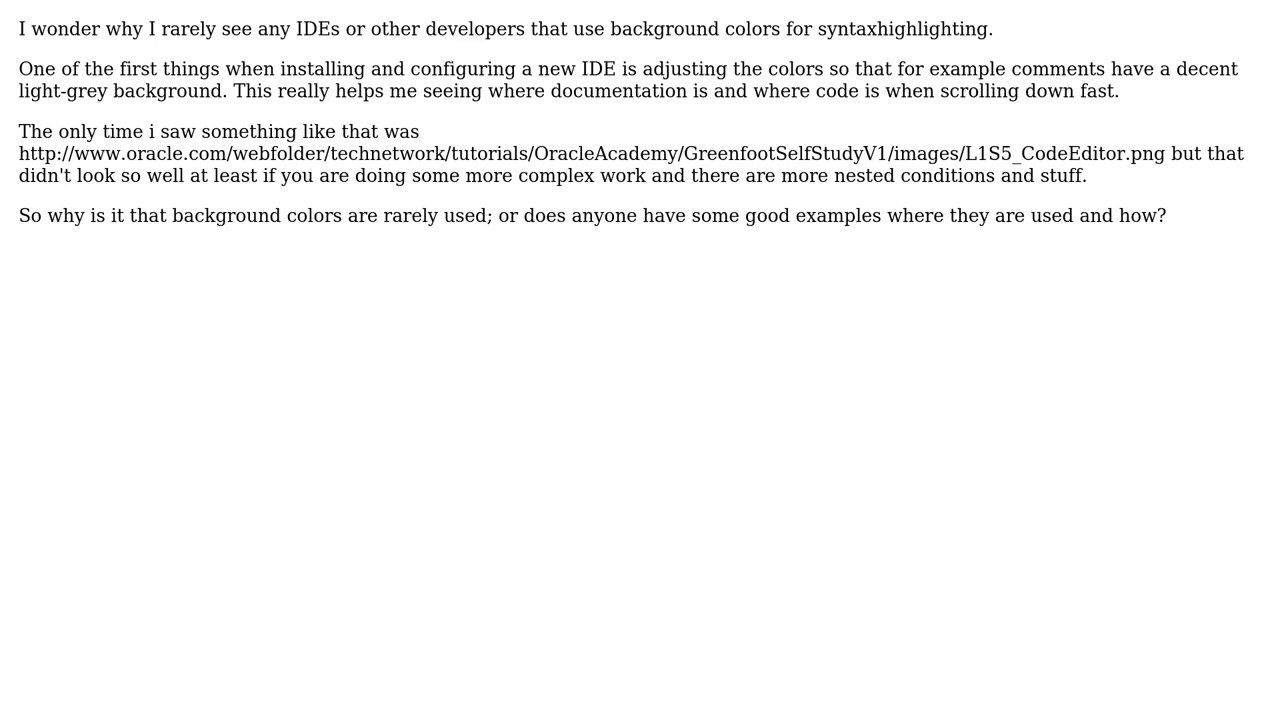 I wonder why I rarely see any IDEs or other developers that use background colors for syntaxhighlighting.
One of the first things when installing and configuring a new IDE is adjusting the colors so that for example comments have a decent
light-grey background. This really helps me seeing where documentation is and where code is when scrolling down fast.
The only time i saw something like that was
http://www.oracle.com/webfolder/technetwork/tutorials/OracleAcademy/GreenfootSelfStudyV1/images/L1S5_CodeEditor.png but that
didn't look so well at least if you are doing some more complex work and there are more nested conditions and stuff.
So why is it that background colors are rarely used; or does anyone have some good examples where they are used and how?